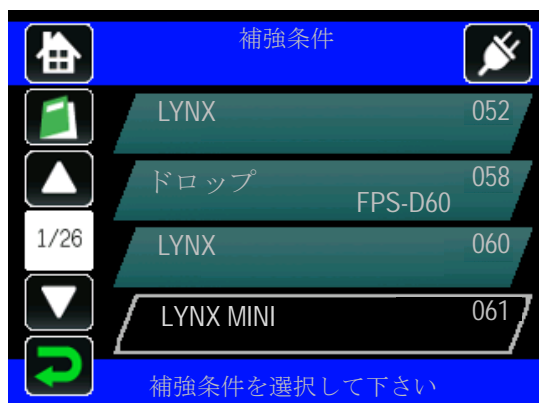 補強条件
LYNX 052
ドロップ 058
FPS-D60
1/26
LYNX 060
LYNX MINI 061
補強条件を選択して下さい